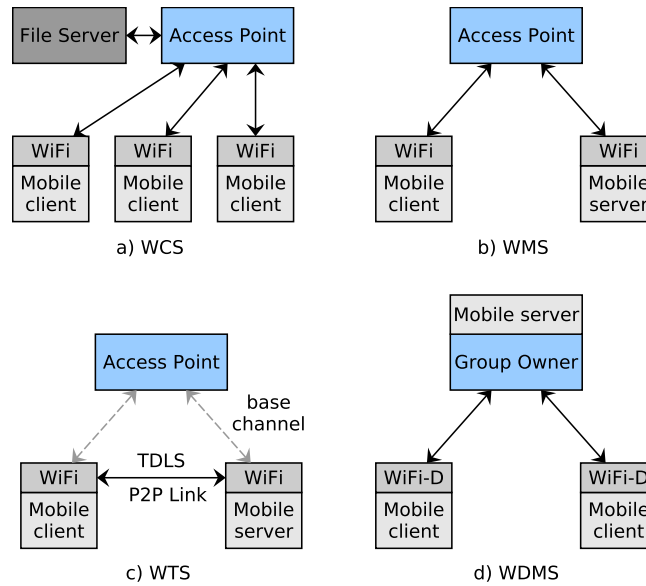 File Server
Access Point
WiFi
Mobile
client
WiFi
Mobile
client
WiFi
Mobile
client
a) WCS
Access Point
WiFi
Mobile
client
WiFi
Mobile
server
b) WMS
Access Point
base
channel
TDLS
P2P Link
WiFi
Mobile
client
WiFi
Mobile
server
c) WTS
Mobile server
Group Owner
WiFi-D
Mobile
client
WiFi-D
Mobile
client
d) WDMS